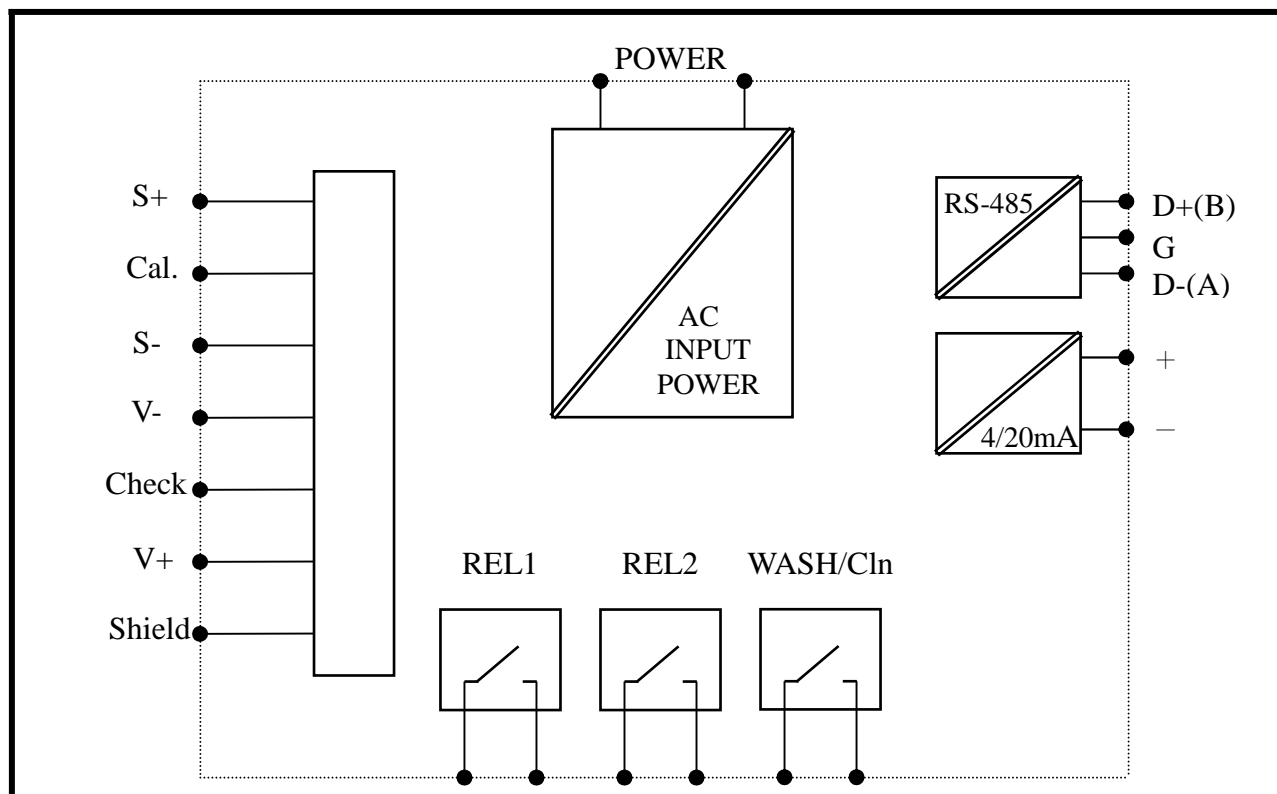 POWER
S+
Cal.
S-
V-
Check
V+
Shield
AC
INPUT
POWER
RS-485
D+(B)
G
D-(A)
4/20mA
+
−
REL1
REL2
WASH/Cln